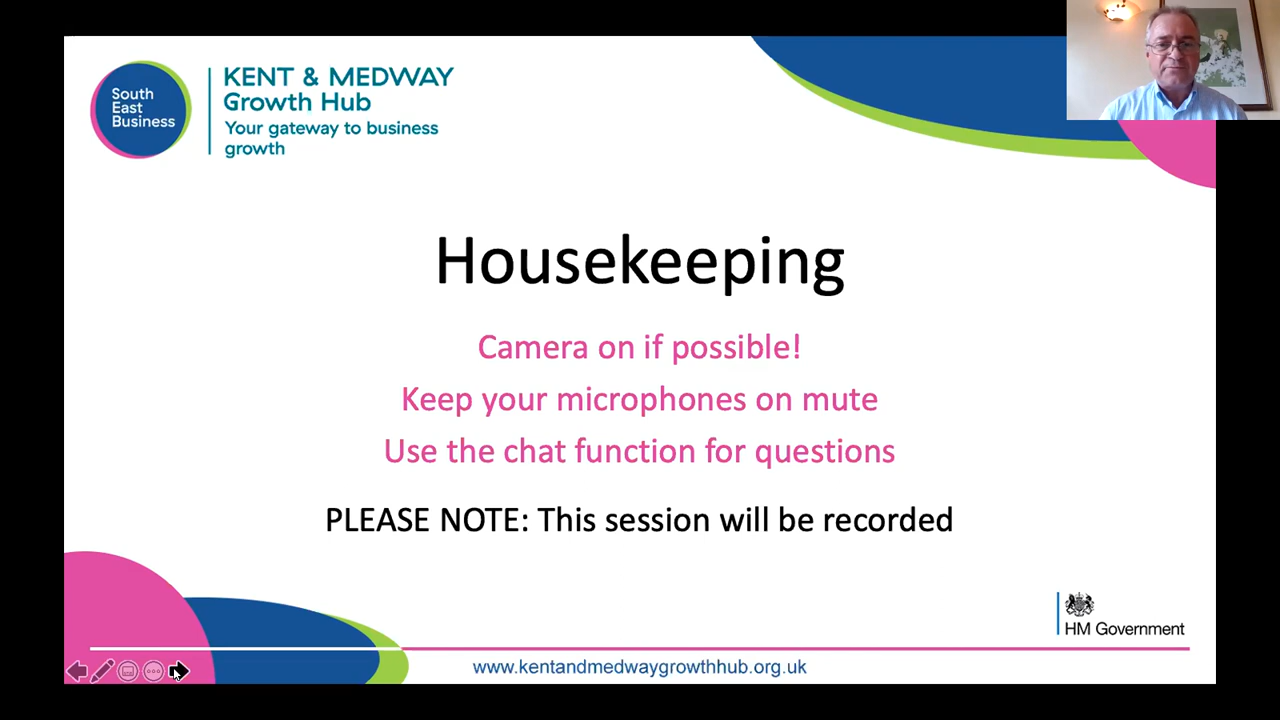 South
East
Business
KENT & MEDWAY
Growth Hub
Your gateway to business
growth
Housekeeping
Camera on if possible!
Keep your microphones on mute
Use the chat function for questions
PLEASE NOTE: This session will be recorded
HM Government
www.kentandmedwaygrowthhub.org.uk